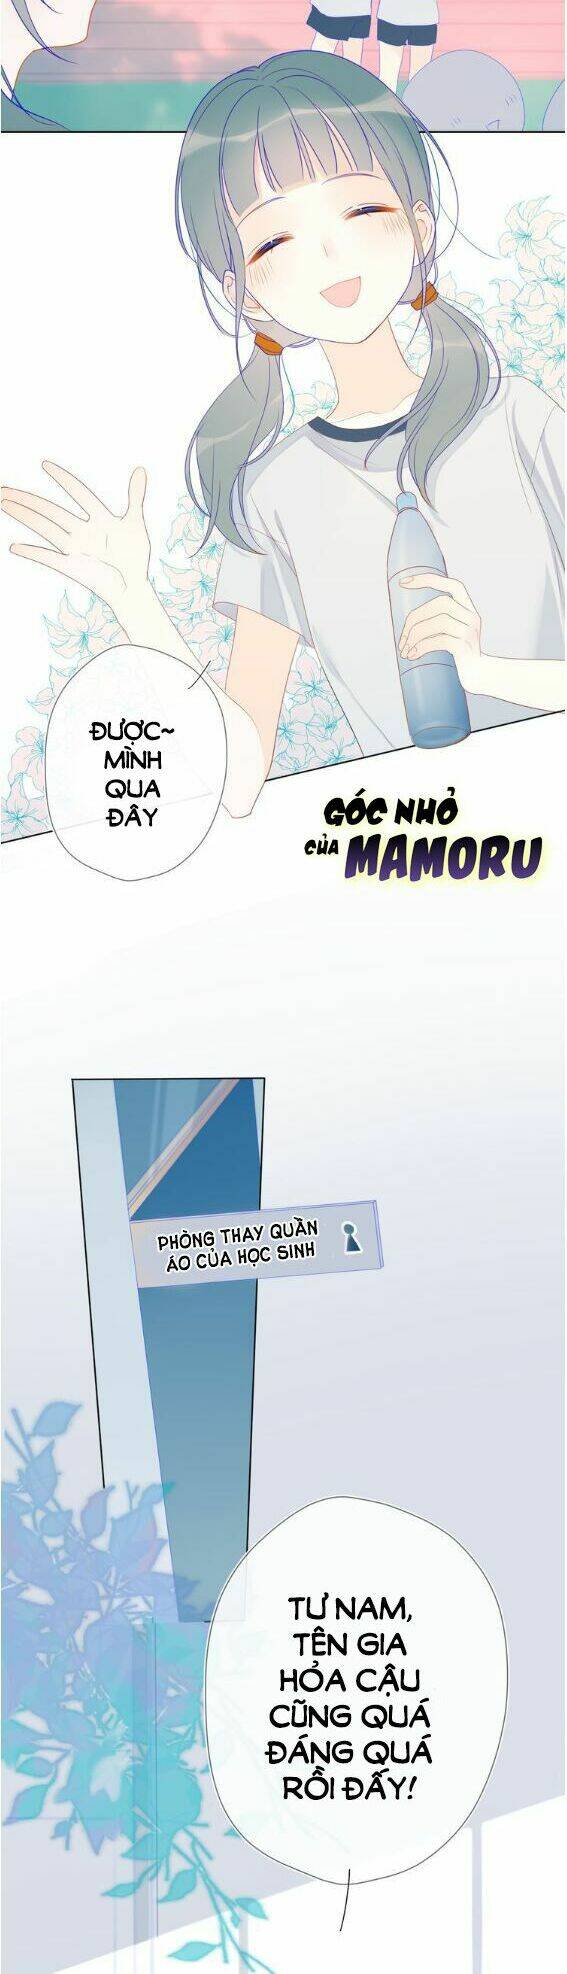 ĐƯỢC~
MÌNH
QUA
ĐÂY
GÓC NHỎ
CỦA MAMORU
PHÒNG THAY QUẦN
ÁO CỦA HỌC SINH
TƯ NAM,
TÊN GIA
HỎA CẬU
CŨNG QUÁ
ĐÁNG QUÁ
RỒI ĐẤY!